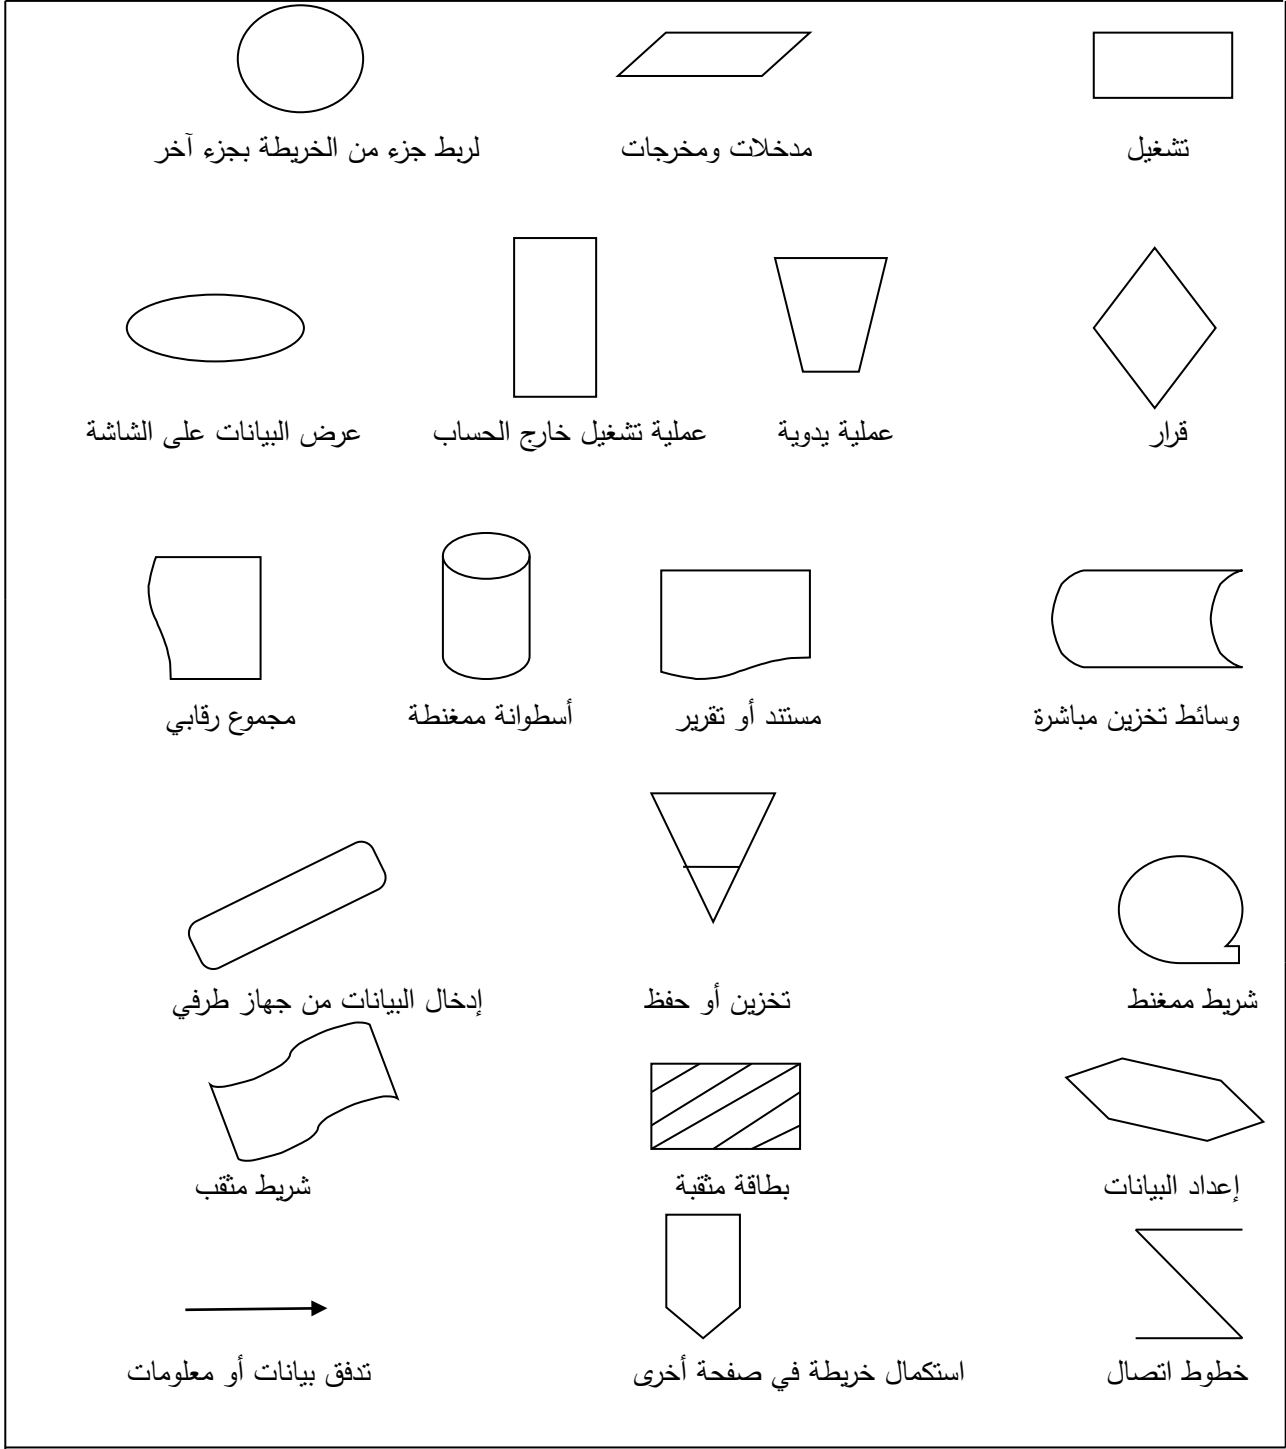 تشغيل
مدخلات ومخرجات
لربط جزء من الخريطة بجزء آخر
قرار
عملية يدوية
عملية تشغيل خارج الحساب
عرض البيانات على الشاشة
وسائط تخزين مباشرة
مستند أو تقرير
أسطوانة ممغنطة
مجموع رقابي
شريط ممغنط
تخزين أو حفظ
إدخال البيانات من جهاز طرفي
إعداد البيانات
بطاقة مثقبة
شريط مثقب
خطوط اتصال
استكمال خريطة في صفحة أخرى
تدفق بيانات أو معلومات